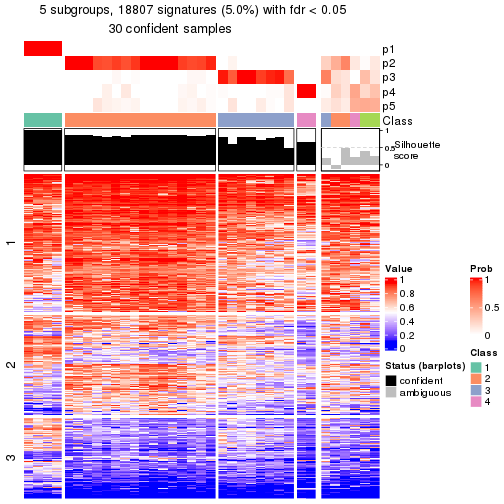 5 subgroups, 18807 signatures (5.0%) with fdr < 0.05
30 confident samples
p1
p2
p3
p4
p5
Class
1
0.5
0
Silhouette
score
1
2
3
Value
1
0.8
0.6
0.4
0.2
0
Prob
1
0.5
0
Status (barplots)
confident
ambiguous
Class
1
2
3
4